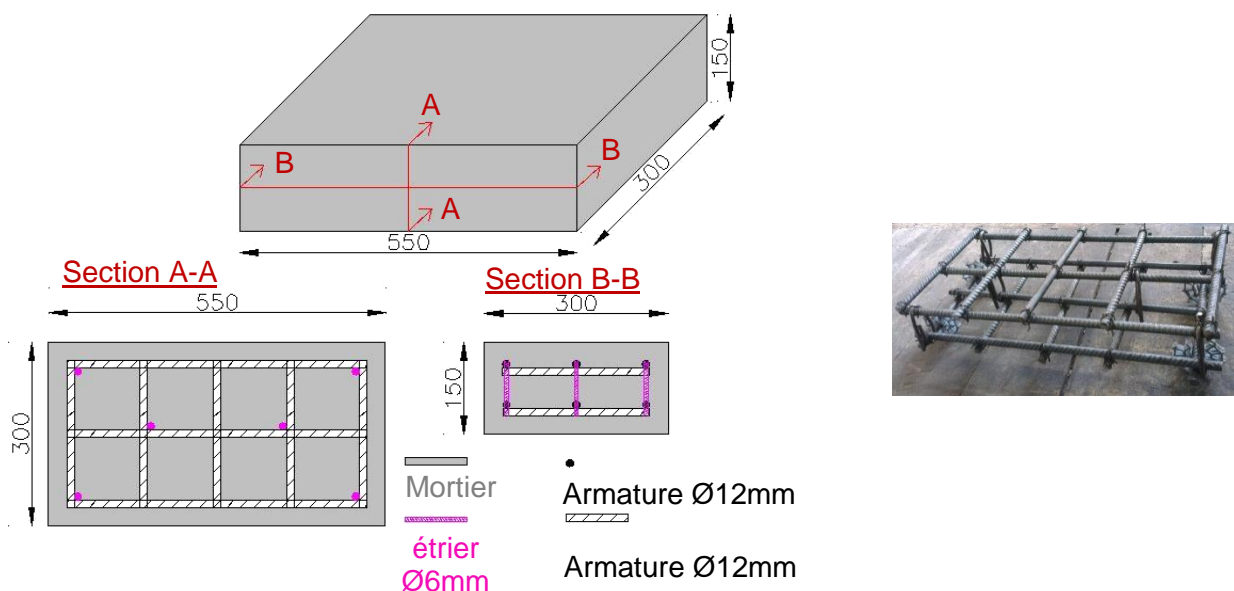 150
A
B
B
300
A
550
Section A-A
550
300
Section B-B
300
150
Mortier
étrier
Ø6mm
Armature Ø12mm
Armature Ø12mm